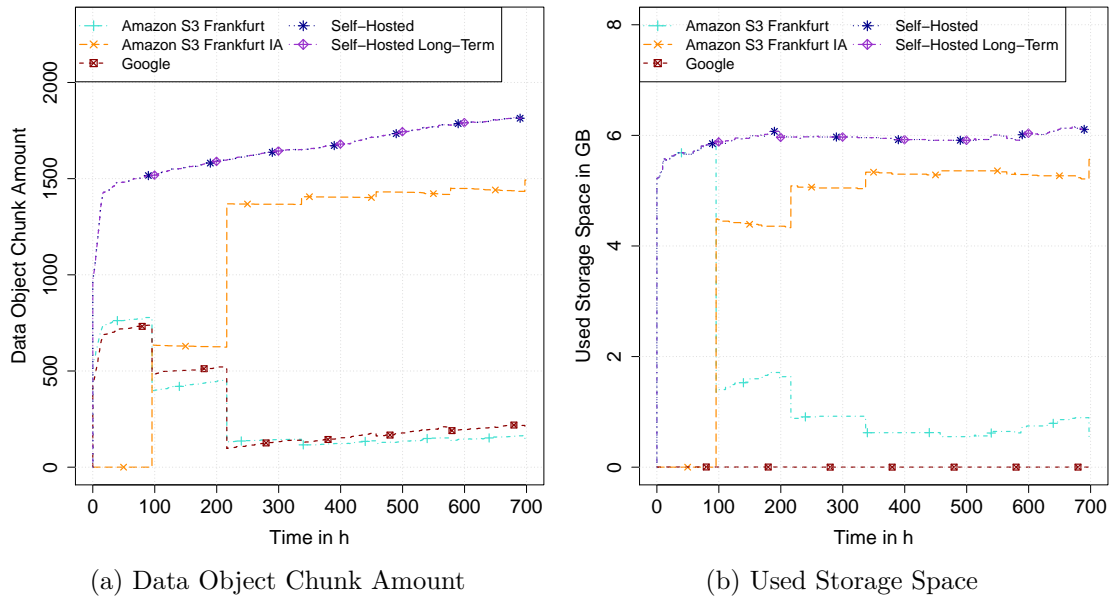 Amazon S3 Frankfurt
Amazon S3 Frankfurt IA
Google
Self−Hosted
Self−Hosted Long−Term
Data Object Chunk Amount
2000
1500
1000
500
0
0 100 200 300 400 500 600 700
Time in h
(a) Data Object Chunk Amount
Amazon S3 Frankfurt
Amazon S3 Frankfurt IA
Google
Self−Hosted
Self−Hosted Long−Term
Used Storage Space in GB
8
6
4
2
0
0 100 200 300 400 500 600 700
Time in h
(b) Used Storage Space